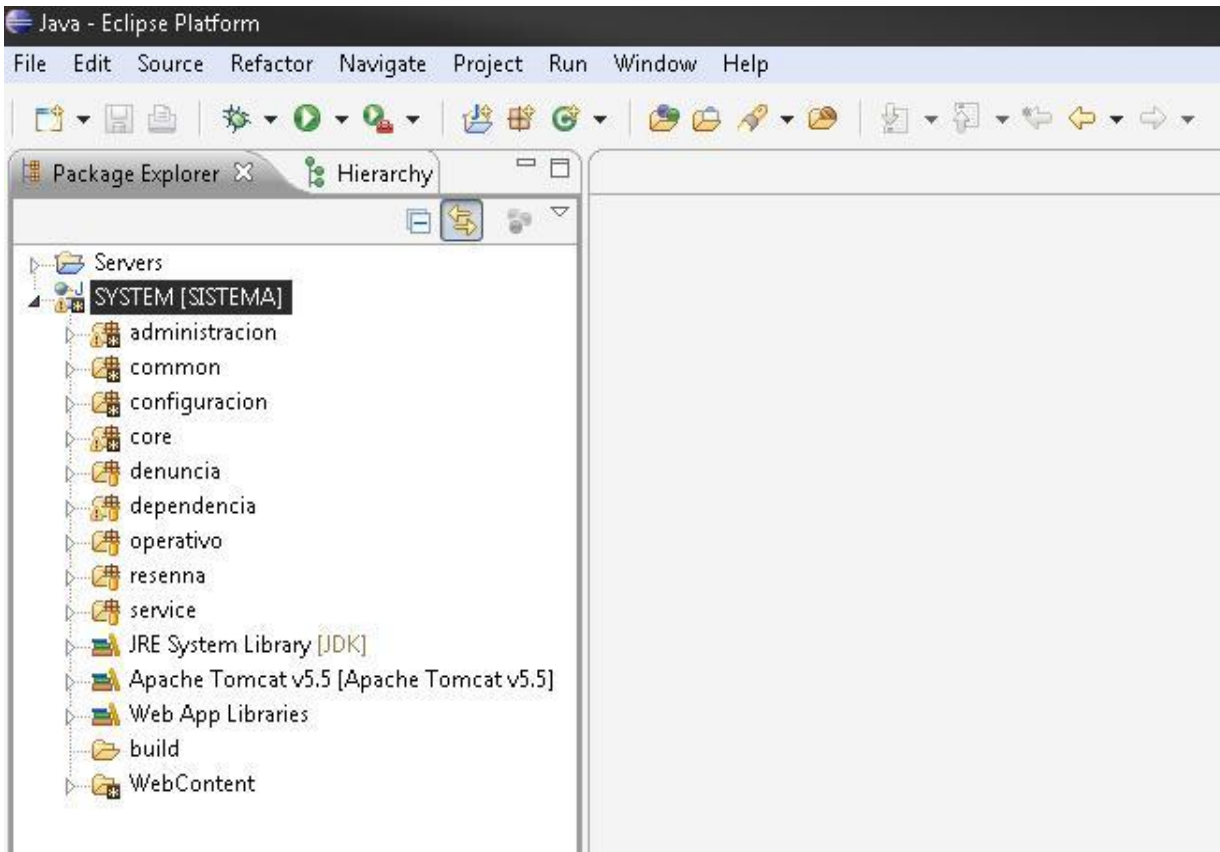 Java - Eclipse Platform
File Edit Source Refactor Navigate Project Run Window Help
Package Explorer Hierarchy
Servers
SYSTEM [SISTEMA]
administracion
common
configuracion
core
denuncia
dependencia
operativo
resenna
service
JRE System Library [JDK]
Apache Tomcat v5.5 [Apache Tomcat v5.5]
Web App Libraries
build
WebContent